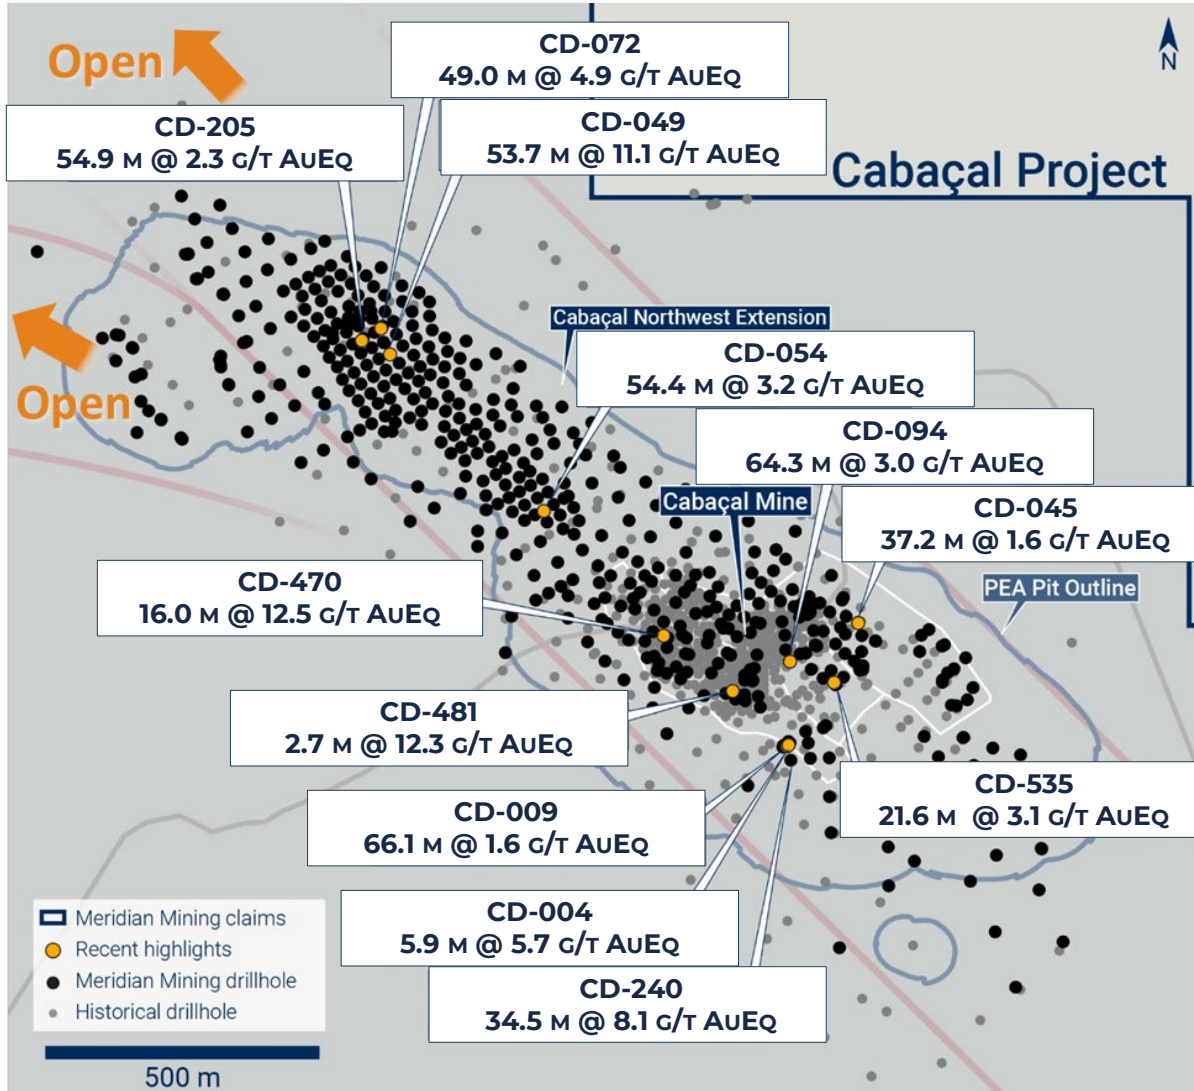 Open
N
CD-072
49.0 M @ 4.9 G/T AUEQ
CD-205
54.9 M @ 2.3 G/T AUEQ
CD-049
53.7 M @ 11.1 G/T AUEQ
Cabaçal Project
Open
Cabaçal Northwest Extension
CD-054
54.4 M @ 3.2 G/T AUEQ
CD-094
64.3 M @ 3.0 G/T AUEQ
Cabaçal Mine
CD-045
37.2 M @ 1.6 G/T AUEQ
CD-470
16.0 M @ 12.5 G/T AUEQ
PEA Pit Outline
CD-481
2.7 M @ 12.3 G/T AUEQ
CD-535
21.6 M @ 3.1 G/T AUEQ
CD-009
66.1 M @ 1.6 G/T AUEQ
CD-004
5.9 M @ 5.7 G/T AUEQ
CD-240
34.5 M @ 8.1 G/T AUEQ
Meridian Mining claims
Recent highlights
Meridian Mining drillhole
Historical drillhole
500 m